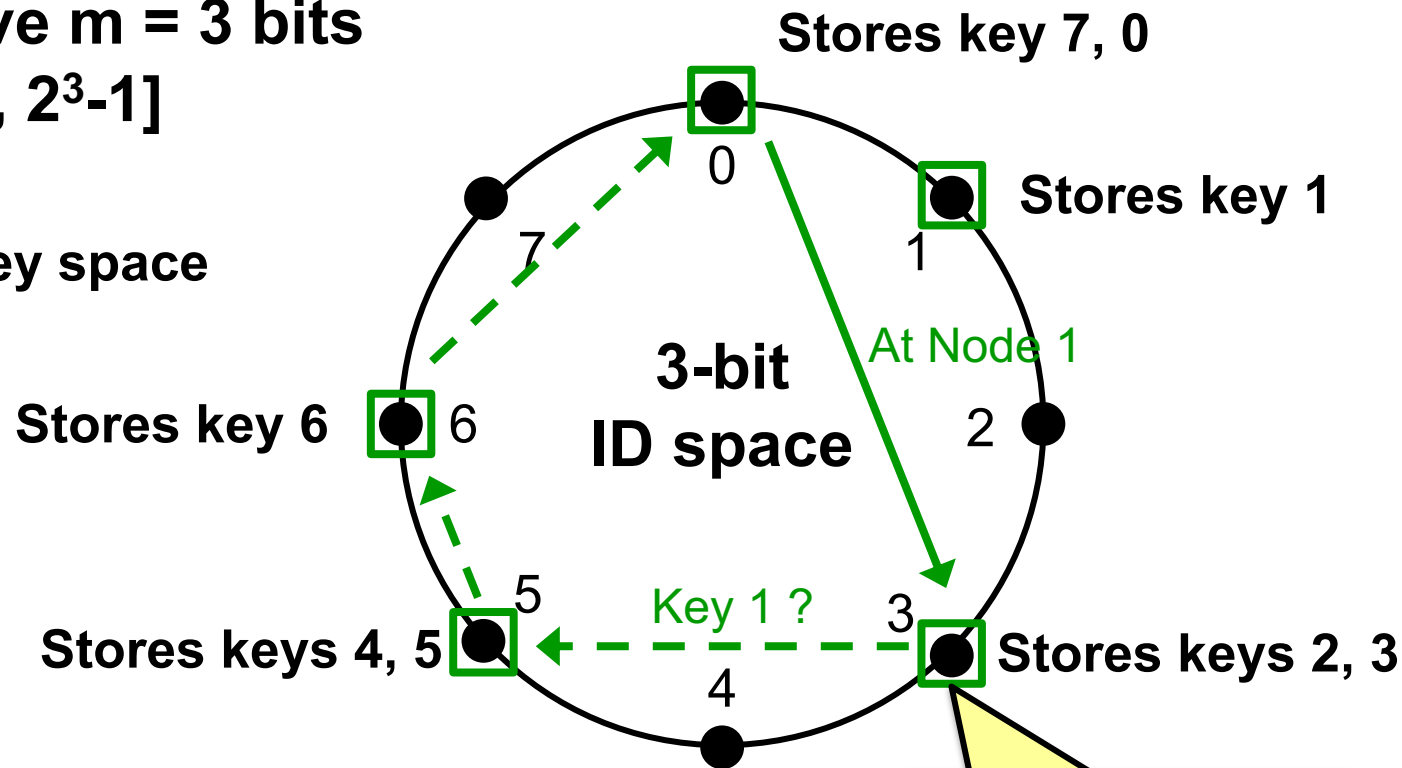 ve m = 3 bits
, 2³-1]
ey space
Stores key 7, 0
0
Stores key 1
1
7
At Node 1
3-bit
ID space
2
Stores key 6
6
5
Key 1 ?
3
Stores keys 4, 5
Stores keys 2, 3
4